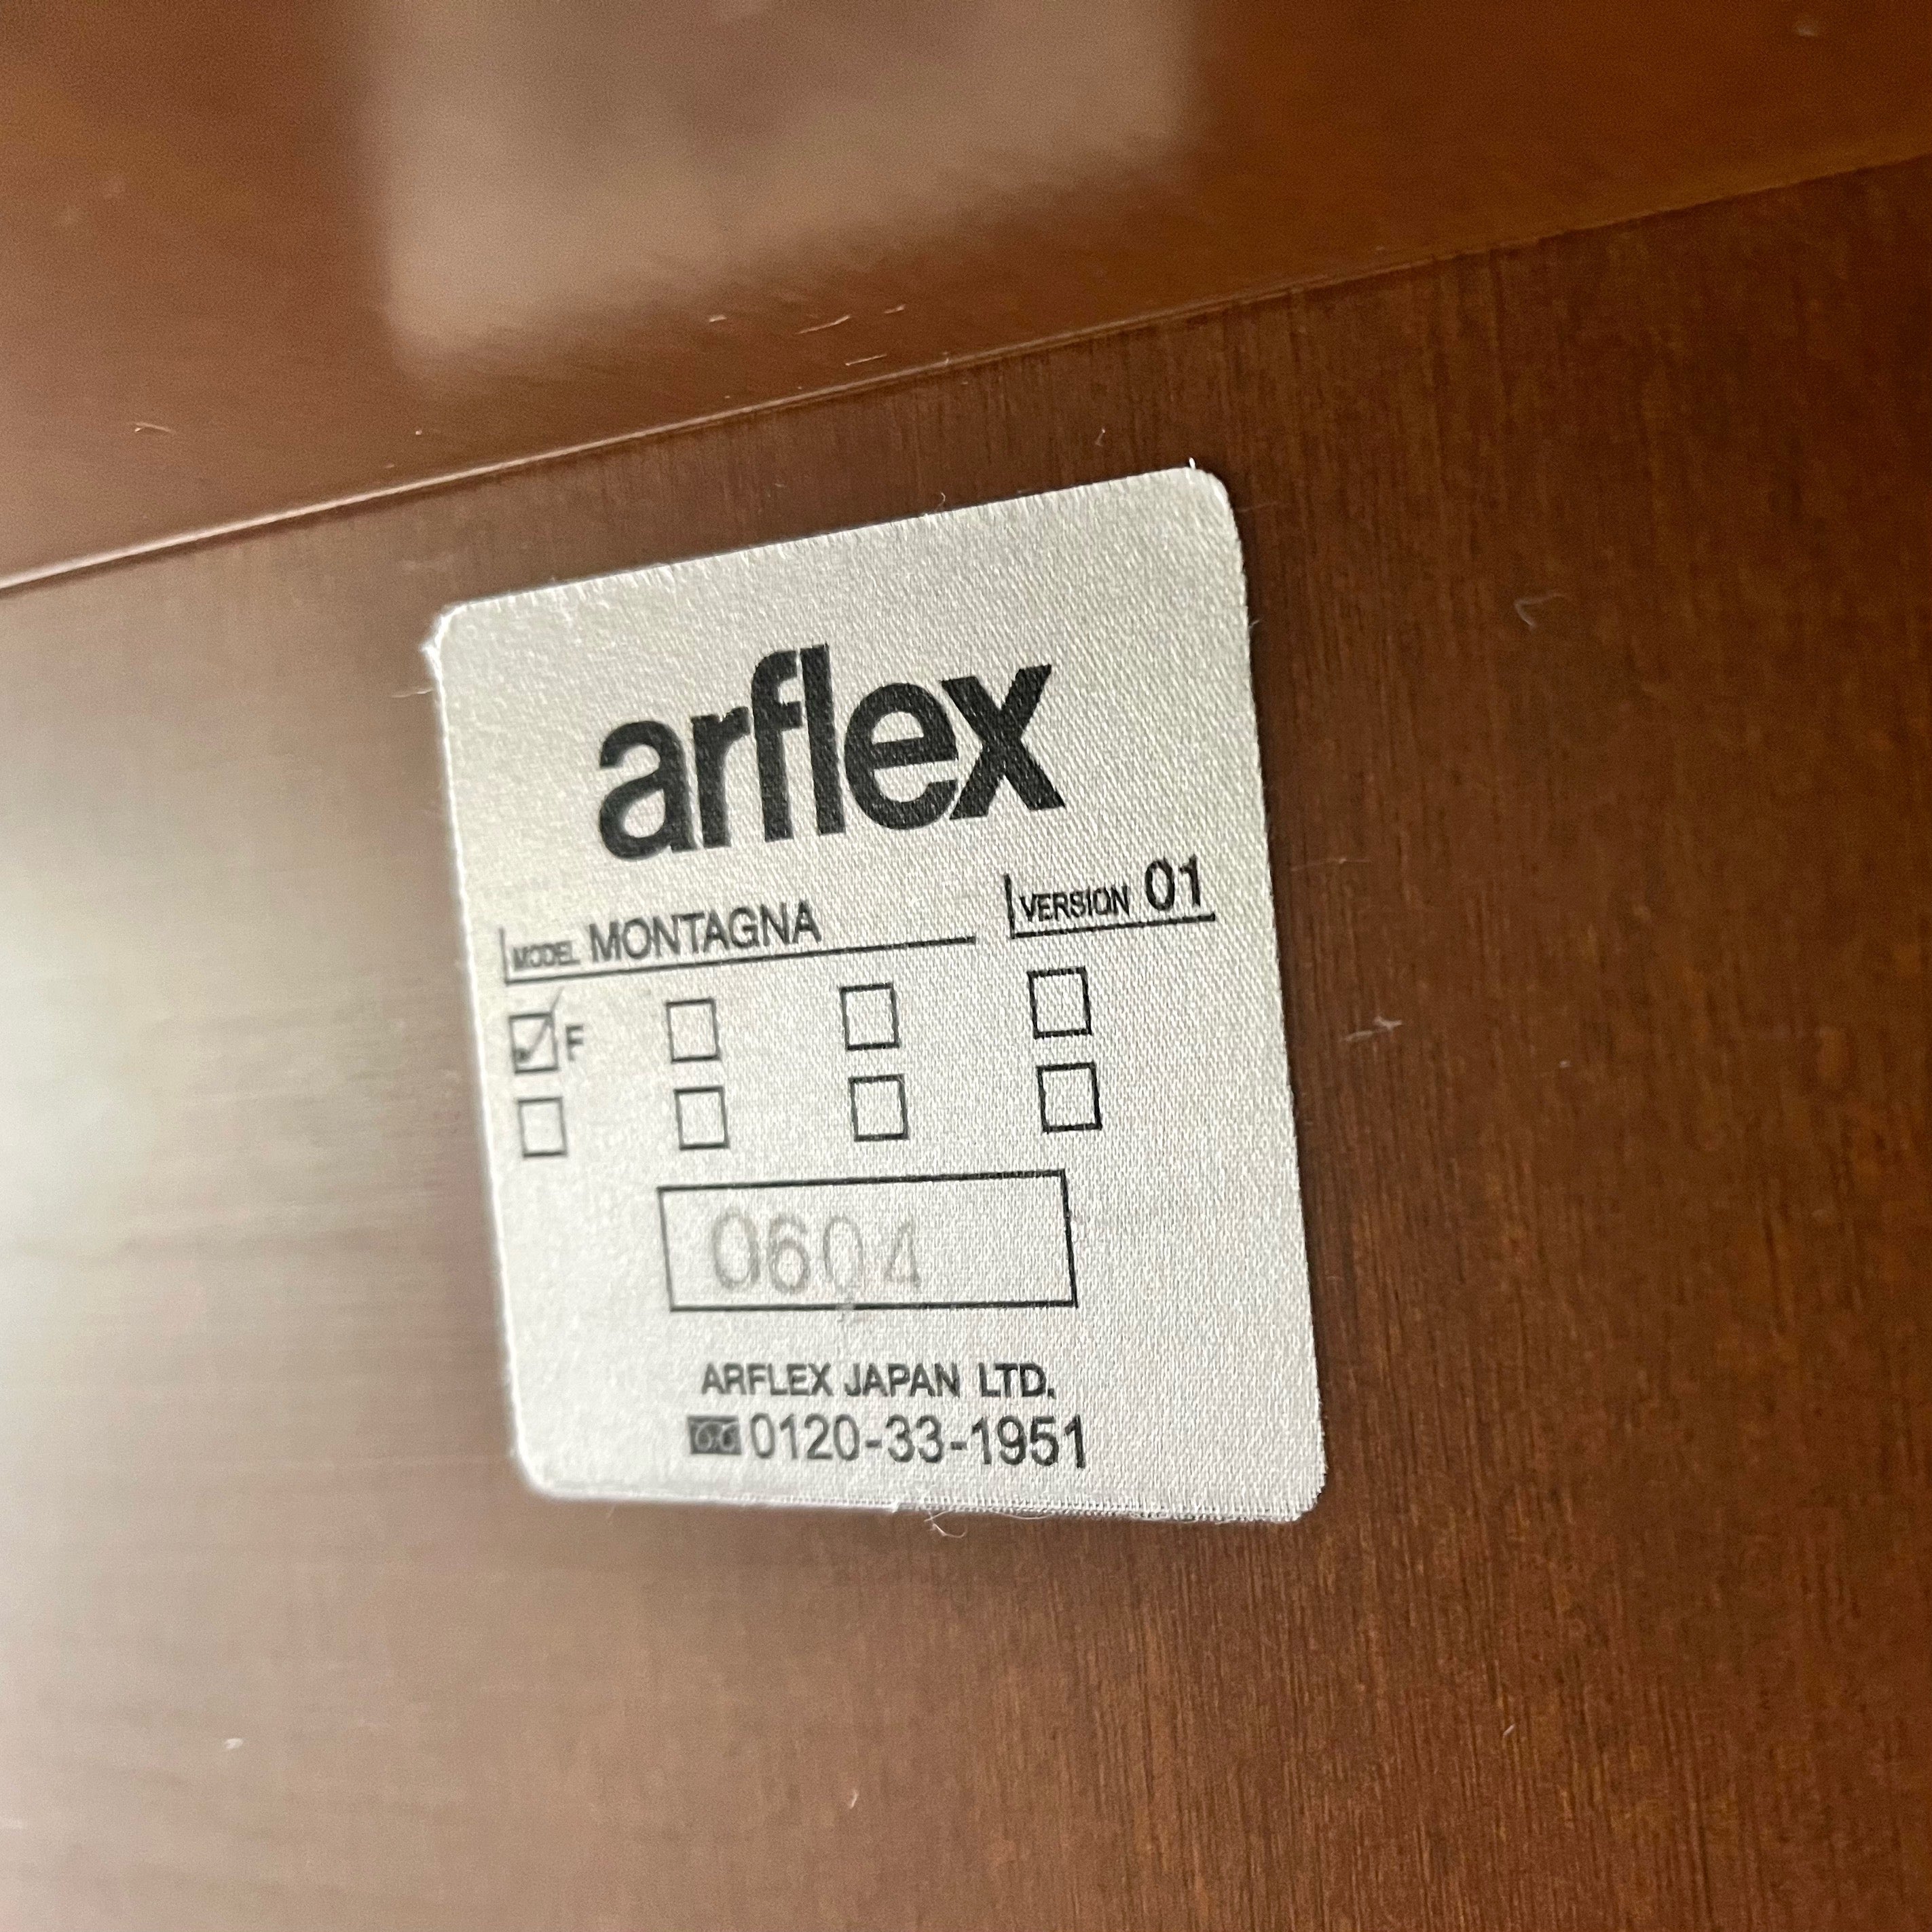 arflex
MODEL MONTAGNA VERSION 01
F
0604
ARFLEX JAPAN LTD.
0120-33-1951